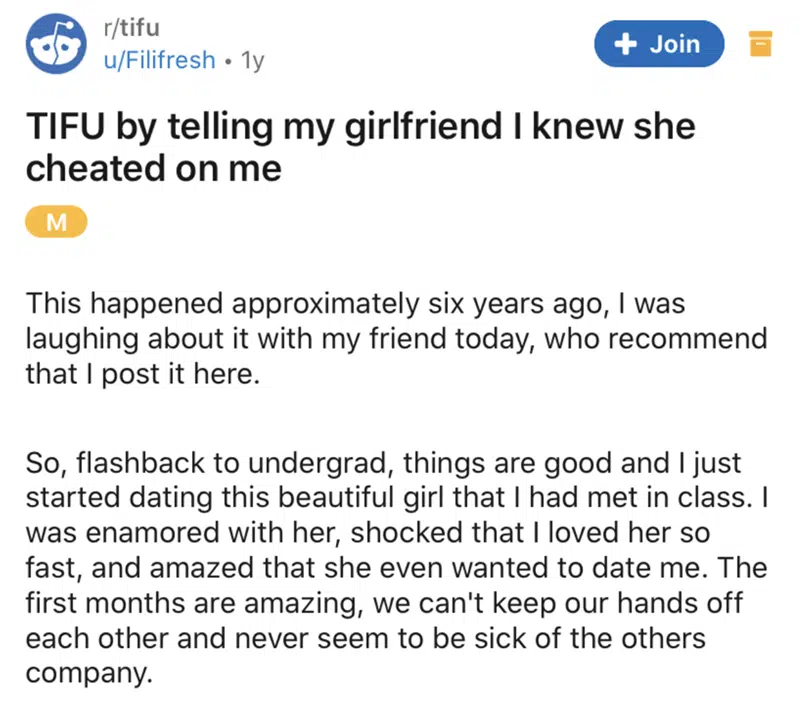 r/tifu
u/Filifresh • 1y
+ Join
TIFU by telling my girlfriend I knew she
cheated on me
M
This happened approximately six years ago, I was
laughing about it with my friend today, who recommend
that I post it here.
So, flashback to undergrad, things are good and I just
started dating this beautiful girl that I had met in class. I
was enamored with her, shocked that I loved her so
fast, and amazed that she even wanted to date me. The
first months are amazing, we can't keep our hands off
each other and never seem to be sick of the others
company.